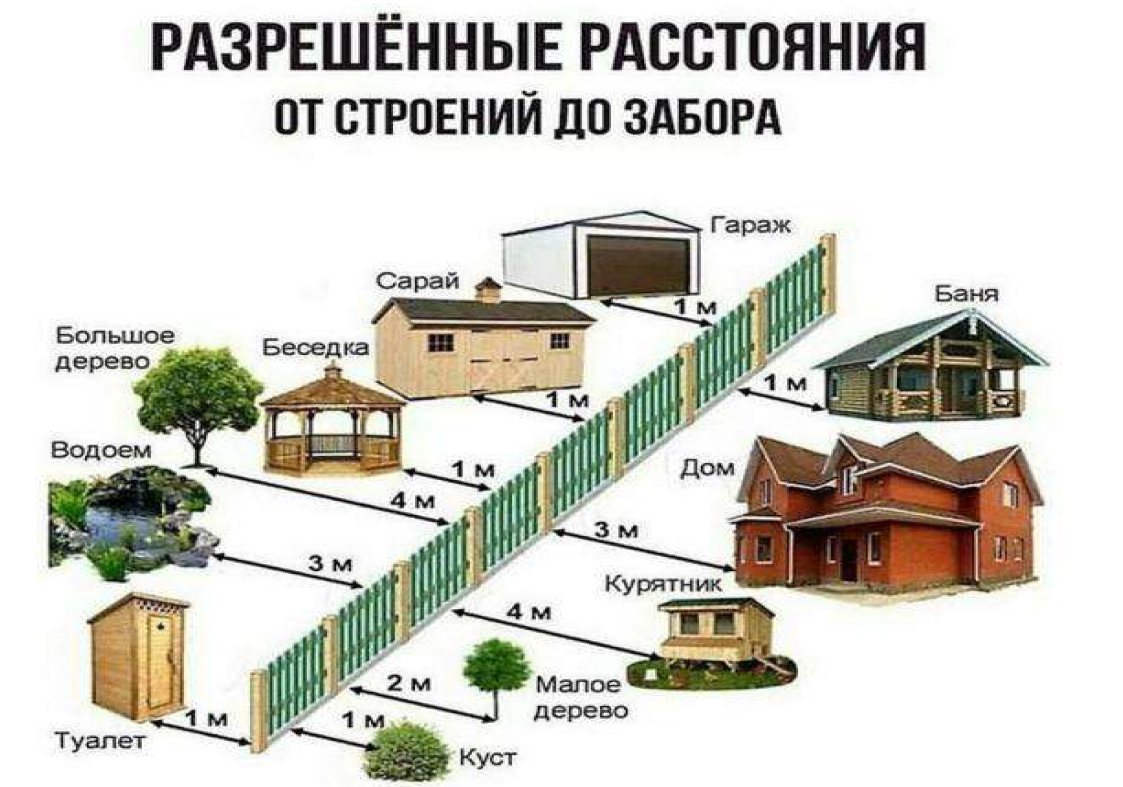 РАЗРЕШЁННЫЕ РАССТОЯНИЯ
ОТ СТРОЕНИЙ ДО ЗАБОРА
Гараж
1 м
Сарай
1 м
Баня
1 м
Большое
дерево
4 м
Беседка
1 м
Водоем
3 м
Дом
3 м
Курятник
4 м
Малое
дерево
2 м
Туалет
1 м
Куст
1 м